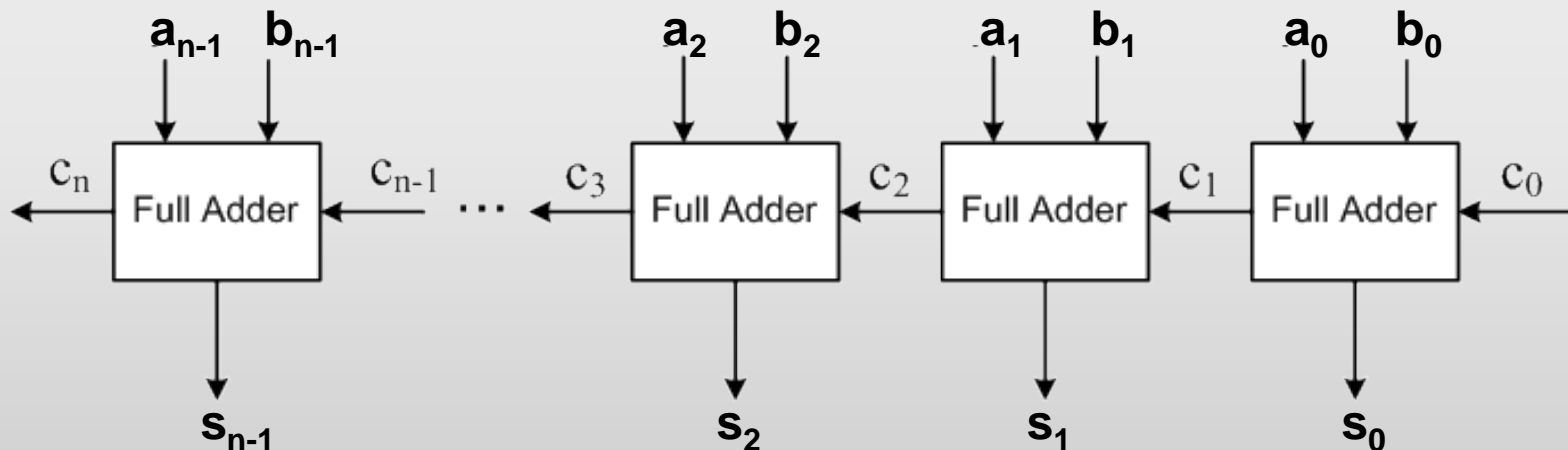 aₙ₋₁ bₙ₋₁ a₂ b₂ a₁ b₁ a₀ b₀
cₙ Full Adder cₙ₋₁ ... c₃ Full Adder c₂ Full Adder c₁ Full Adder c₀
sₙ₋₁ s₂ s₁ s₀